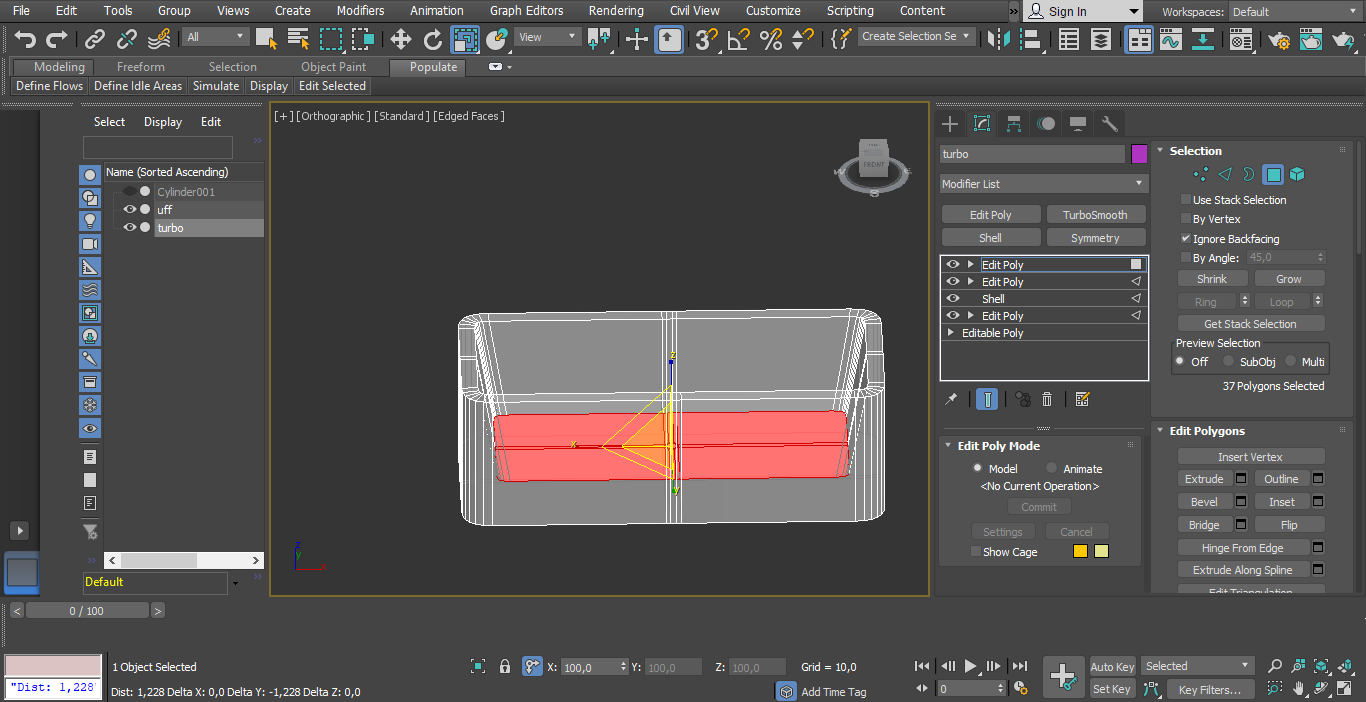 File Edit Tools Group Views Create Modifiers Animation Graph Editors Rendering Civil View Customize Scripting Content » Sign In Workspaces: Default
All View 3 Create Selection Se
Modeling Freeform Selection Object Paint Populate
Define Flows Define Idle Areas Simulate Display Edit Selected
Select Display Edit
Name (Sorted Ascending)
Cylinder001
uff
turbo
Default
[+] [Orthographic] [Standard] [Edged Faces]
FRONT
z
x
y
z
y
x
turbo
Modifier List
Edit Poly TurboSmooth
Shell Symmetry
Edit Poly
Edit Poly
Shell
Edit Poly
Editable Poly
Edit Poly Mode
Model Animate
<No Current Operation>
Commit
Settings Cancel
Show Cage
Selection
Use Stack Selection
By Vertex
Ignore Backfacing
By Angle: 45,0
Shrink Grow
Ring Loop
Get Stack Selection
Preview Selection
Off SubObj Multi
37 Polygons Selected
Edit Polygons
Insert Vertex
Extrude Outline
Bevel Inset
Bridge Flip
Hinge From Edge
Extrude Along Spline
Edit Triangulation
< 0 / 100 >
1 Object Selected X: 100,0 Y: 100,0 Z: 100,0 Grid = 10,0
"Dist: 1,228"
Dist: 1,228 Delta X: 0,0 Delta Y: -1,228 Delta Z: 0,0
Add Time Tag
0
Auto Key Selected
Set Key Key Filters...